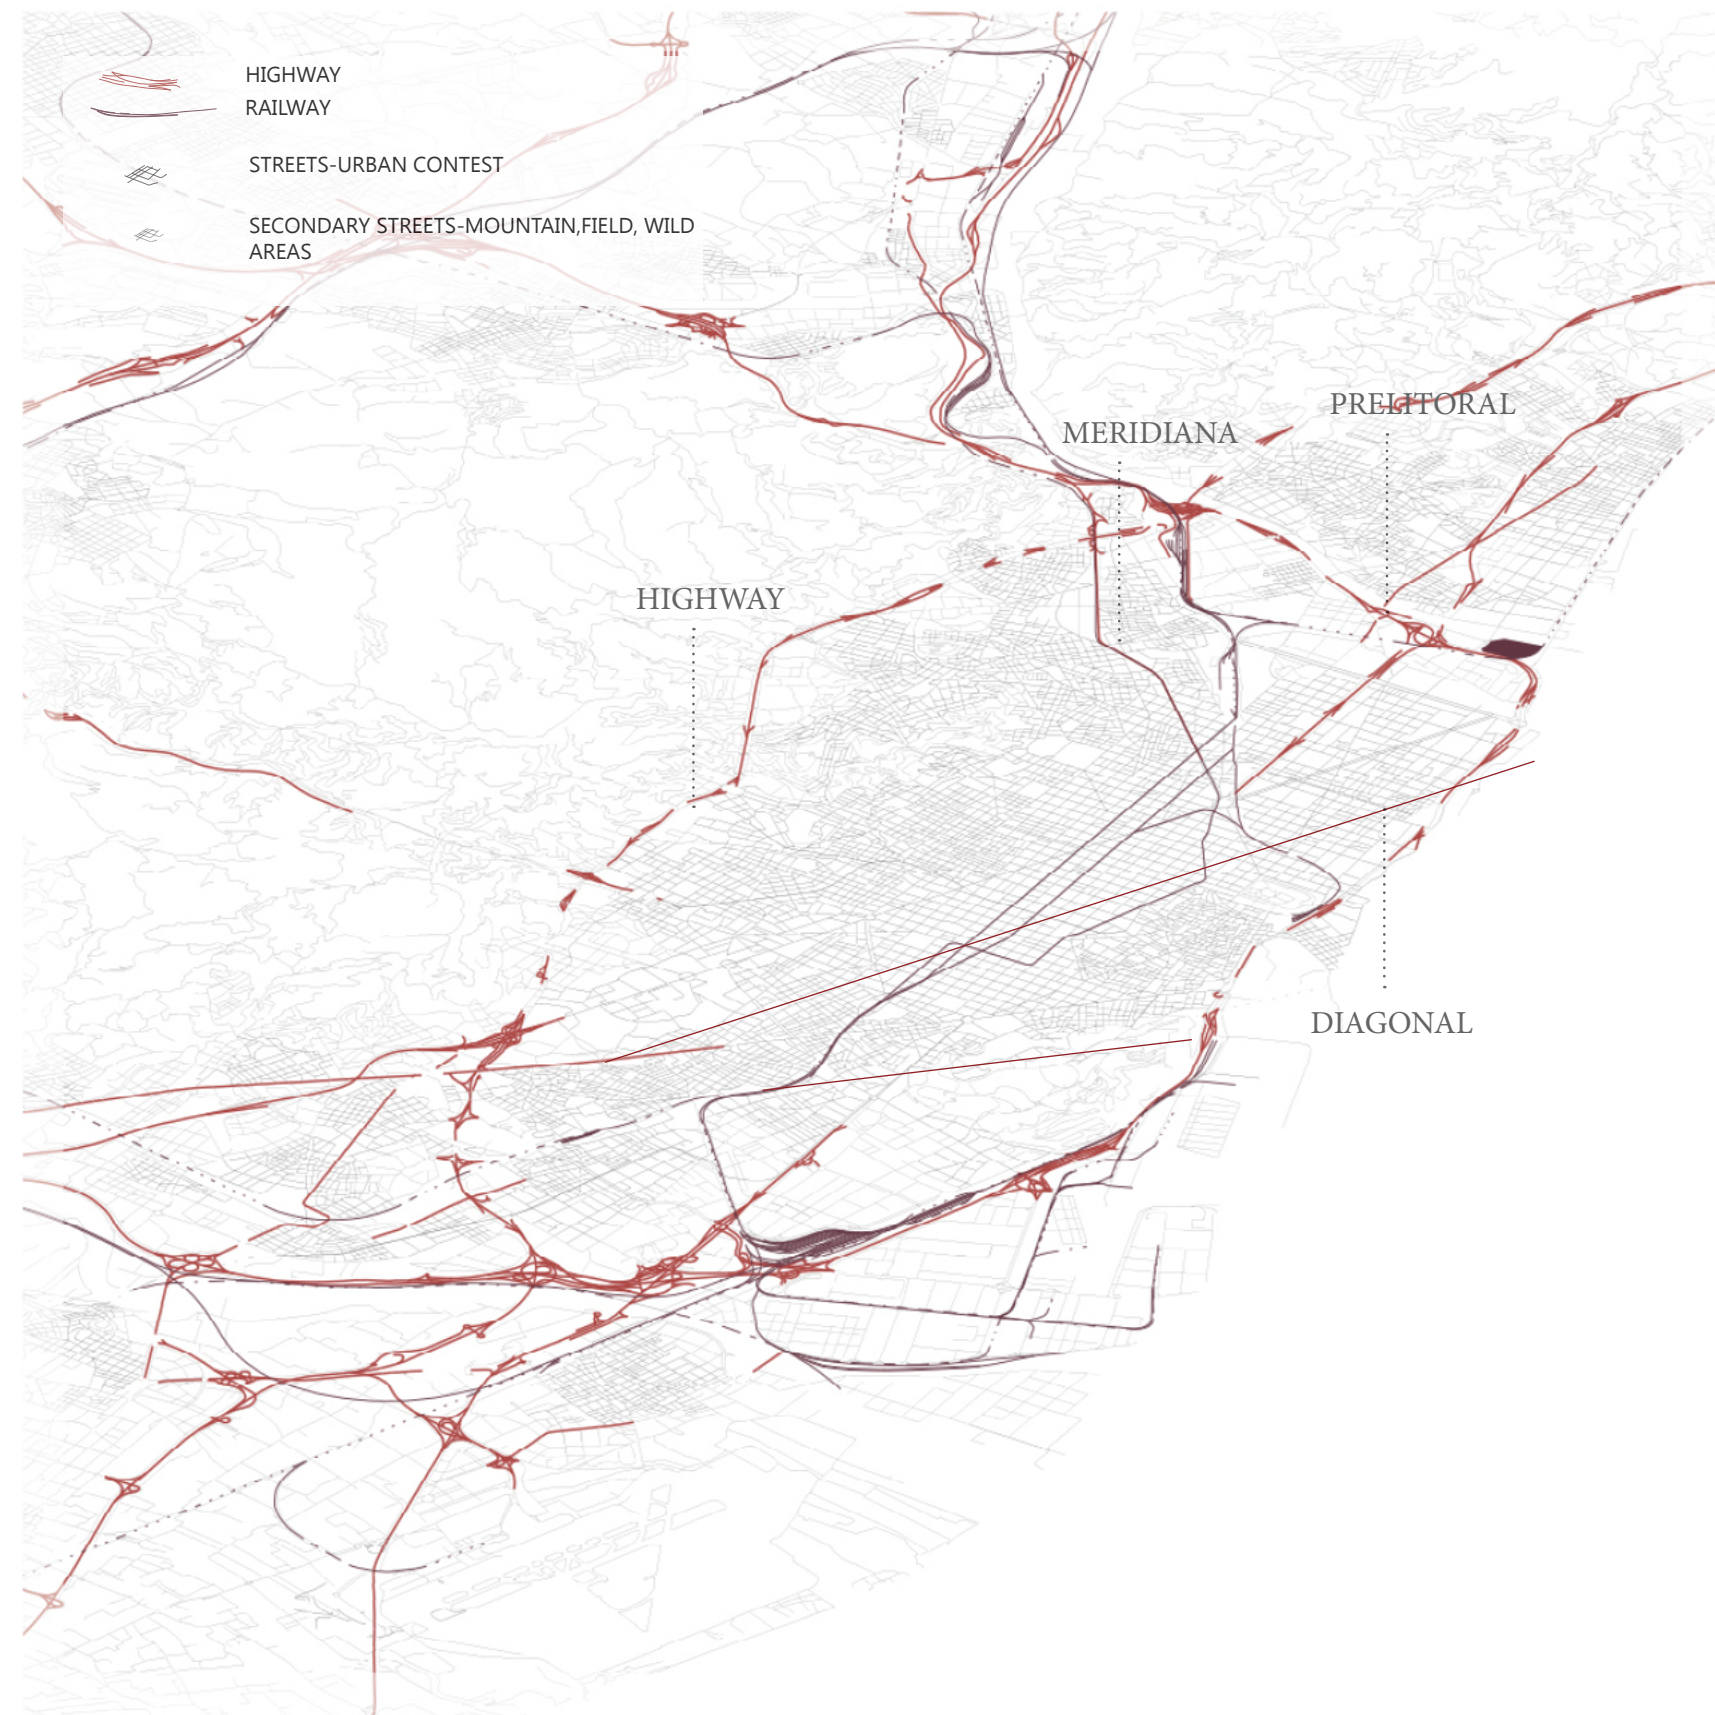 HIGHWAY
RAILWAY
STREETS-URBAN CONTEST
SECONDARY STREETS-MOUNTAIN,FIELD, WILD
AREAS
PRELITORAL
MERIDIANA
HIGHWAY
DIAGONAL